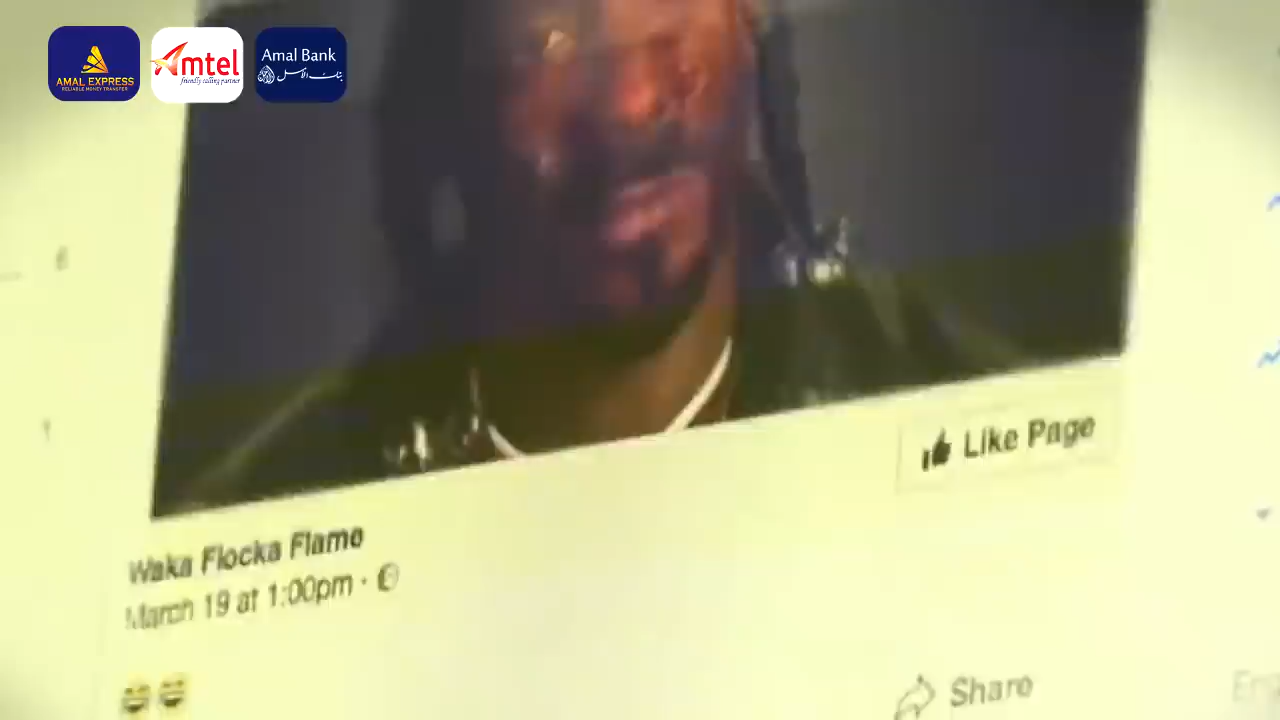 AMAL EXPRESS
RELIABLE MONEY TRANSFER
Amtel
friendly calling partner
Amal Bank
بنك الأمل
Like Page
Waka Flocka Flame
March 19 at 1:00pm ·
Share